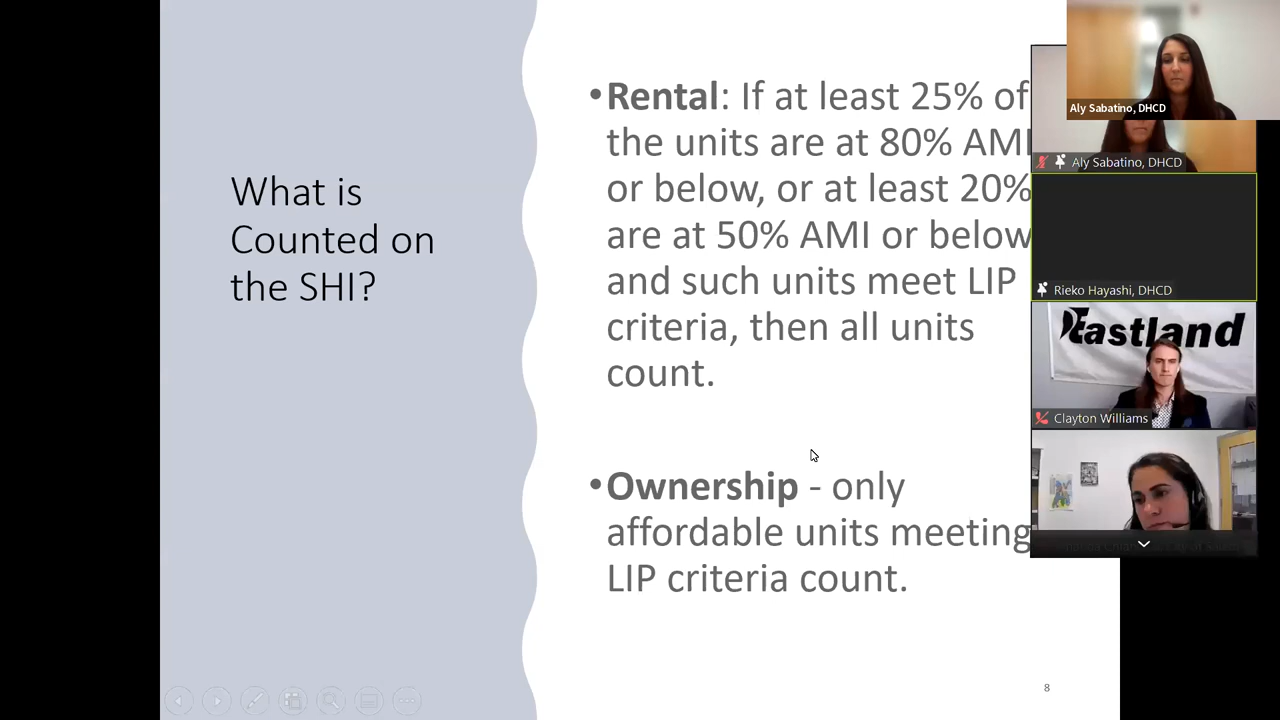 What is
Counted on
the SHI?
•Rental: If at least 25% of
the units are at 80% AMI
or below, or at least 20%
are at 50% AMI or below
and such units meet LIP
criteria, then all units
count.
•Ownership - only
affordable units meeting
LIP criteria count.
8
Aly Sabatino, DHCD
Aly Sabatino, DHCD
Rieko Hayashi, DHCD
Eastland
Clayton Williams